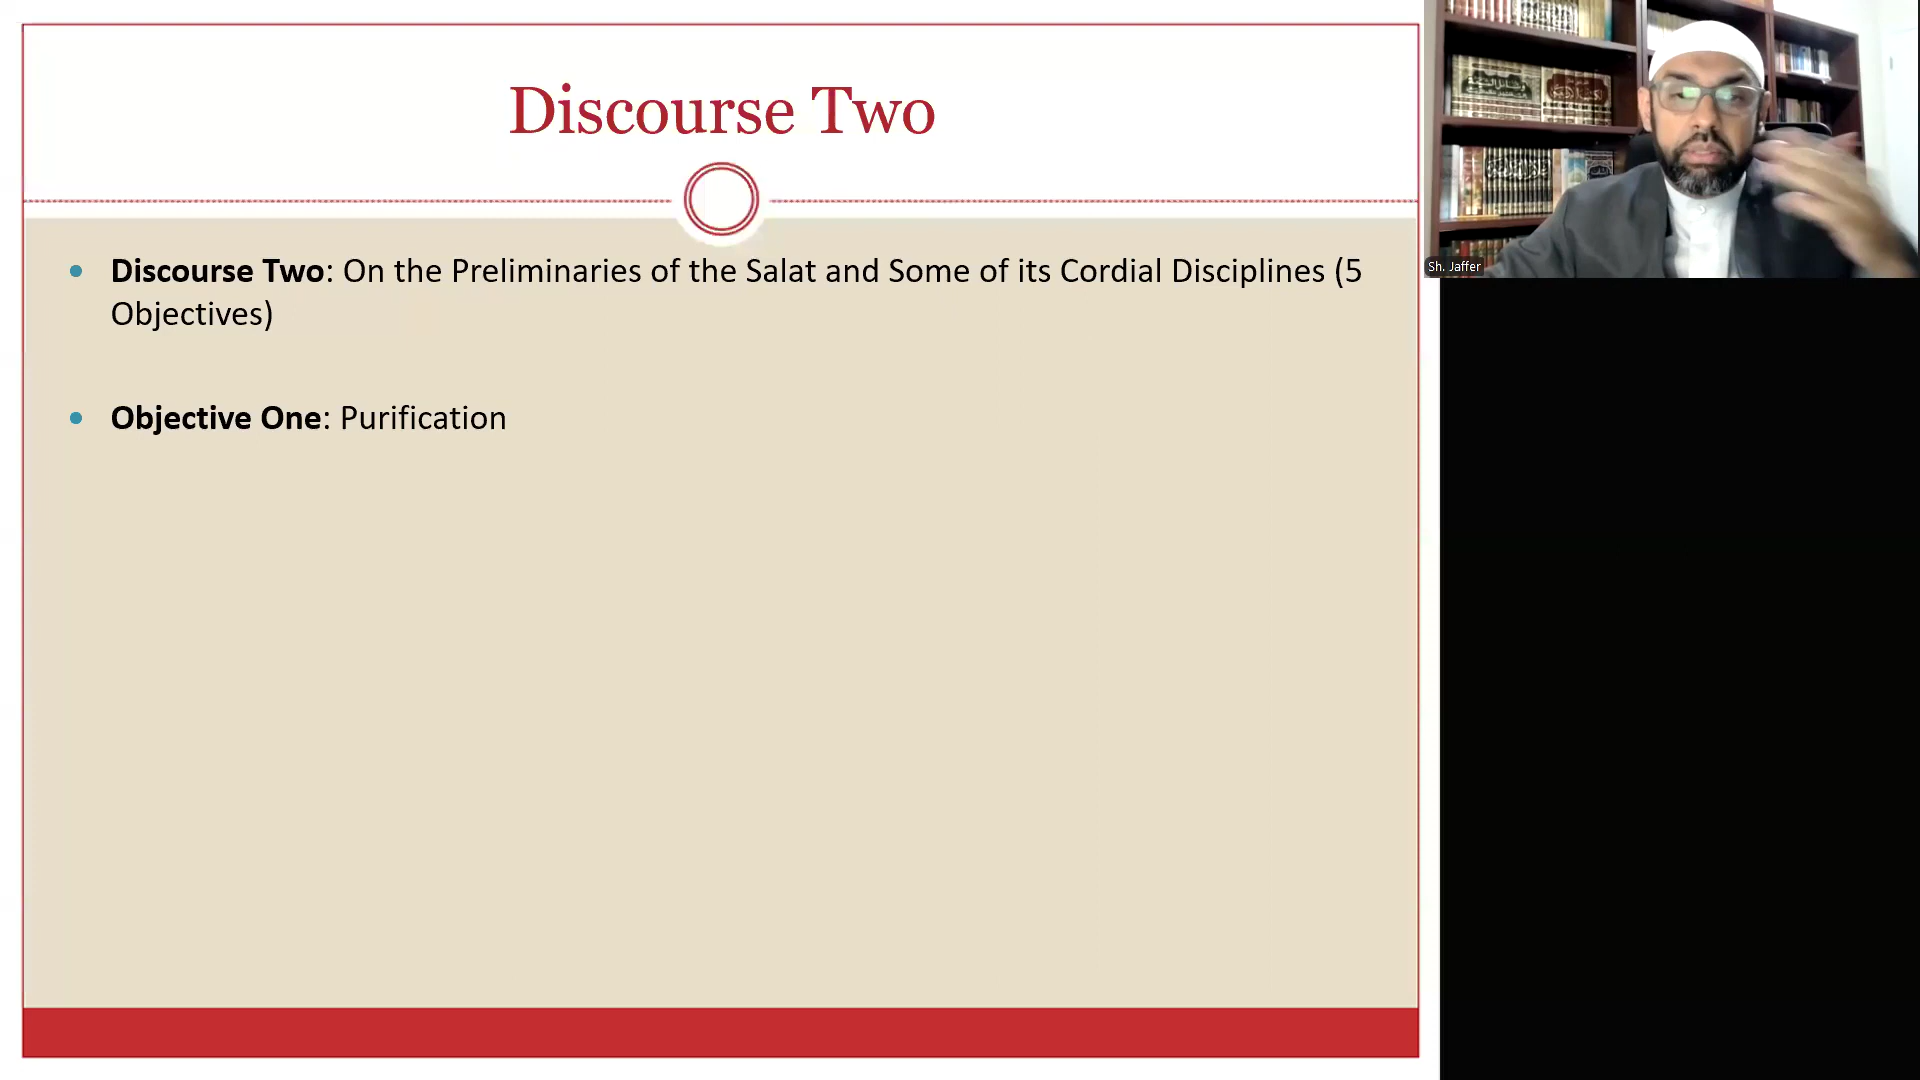 Discourse Two
Discourse Two: On the Preliminaries of the Salat and Some of its Cordial Disciplines (5
Objectives)
Objective One: Purification
Sh. Jaffer